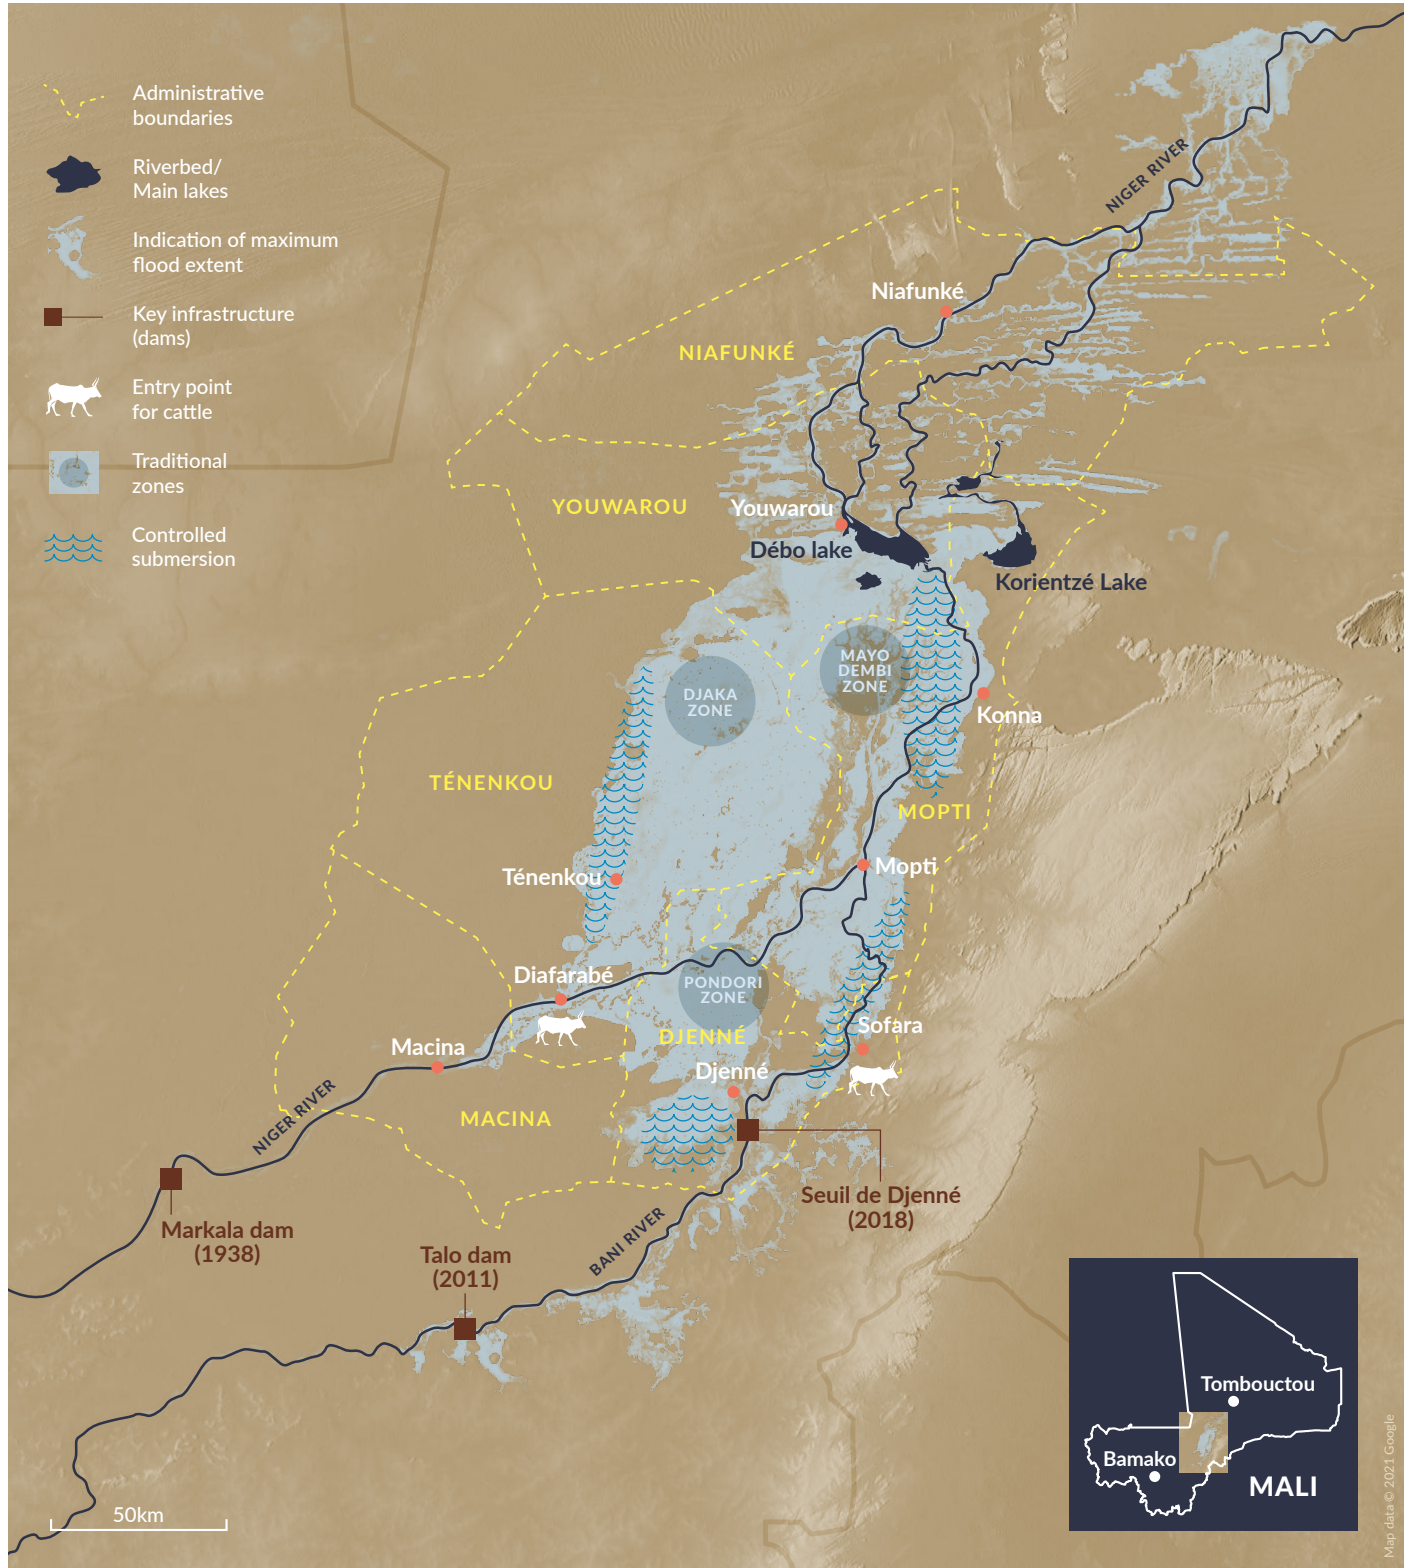 Administrative
boundaries
Riverbed/
Main lakes
Indication of maximum
flood extent
Key infrastructure
(dams)
Entry point
for cattle
Traditional
zones
Controlled
submersion
NIGER RIVER
Niafunké
NIAFUNKÉ
YOUWAROU
Youwarou
Débo lake
Korientzé Lake
MAYO
DEMBI
ZONE
DJAKA
ZONE
Konna
TÉNENKOU
MOPTI
Mopti
Ténenkou
Diafarabé
PONDORI
ZONE
Sofara
DJENNÉ
Macina
Djenné
NIGER RIVER
MACINA
Seuil de Djenné
(2018)
Markala dam
(1938)
Talo dam
(2011)
BANI RIVER
50km
Tombouctou
Bamako
MALI
Map data © 2021 Google